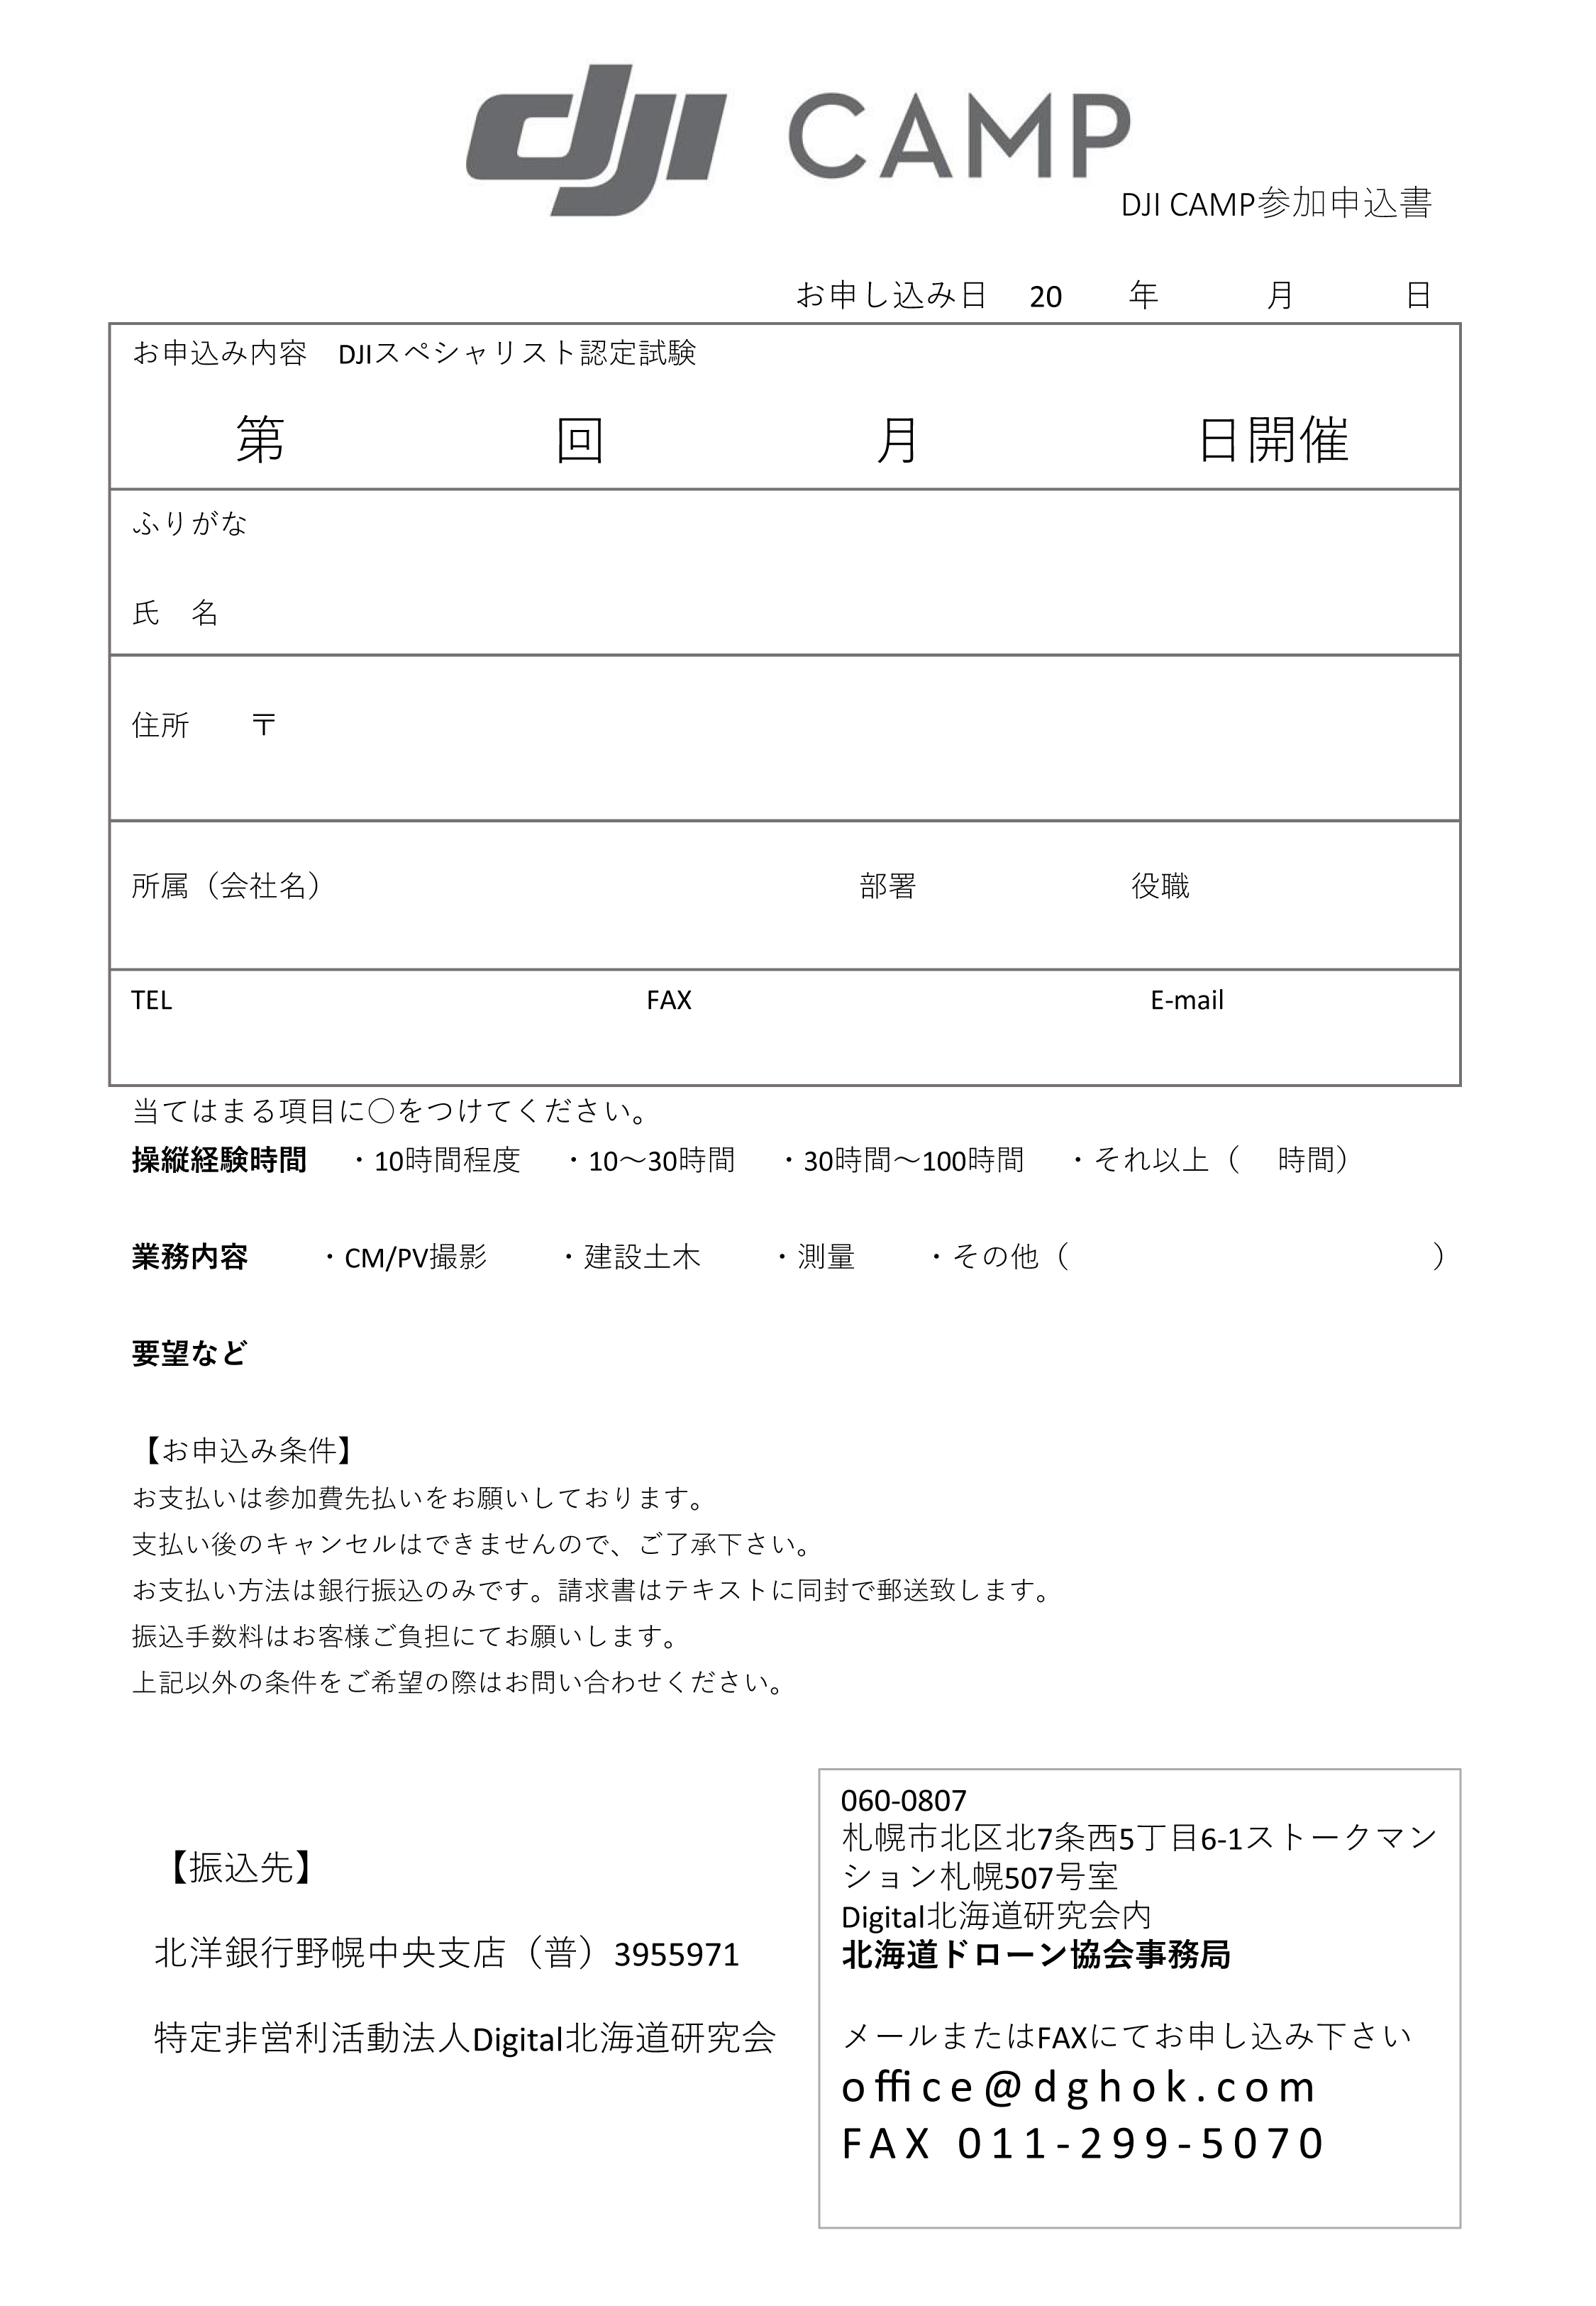 dji CAMP
DJI CAMP参加申込書
お申し込み日 20 年 月 日
お申込み内容 DJIスペシャリスト認定試験
第 回 月 日開催
ふりがな
氏 名
住所 〒
所属（会社名） 部署 役職
TEL FAX E-mail
当てはまる項目に○をつけてください。
操縦経験時間 ・10時間程度 ・10～30時間 ・30時間～100時間 ・それ以上（ 時間）
業務内容 ・CM/PV撮影 ・建設土木 ・測量 ・その他（ ）
要望など
【お申込み条件】
お支払いは参加費先払いをお願いしております。
支払い後のキャンセルはできませんので、ご了承下さい。
お支払い方法は銀行振込のみです。請求書はテキストに同封で郵送致します。
振込手数料はお客様ご負担にてお願いします。
上記以外の条件をご希望の際はお問い合わせください。
【振込先】
北洋銀行野幌中央支店（普）3955971
特定非営利活動法人Digital北海道研究会
060-0807
札幌市北区北7条西5丁目6-1ストークマン
ション札幌507号室
Digital北海道研究会内
北海道ドローン協会事務局
メールまたはFAXにてお申し込み下さい
office@dghok.com
FAX 011-299-5070